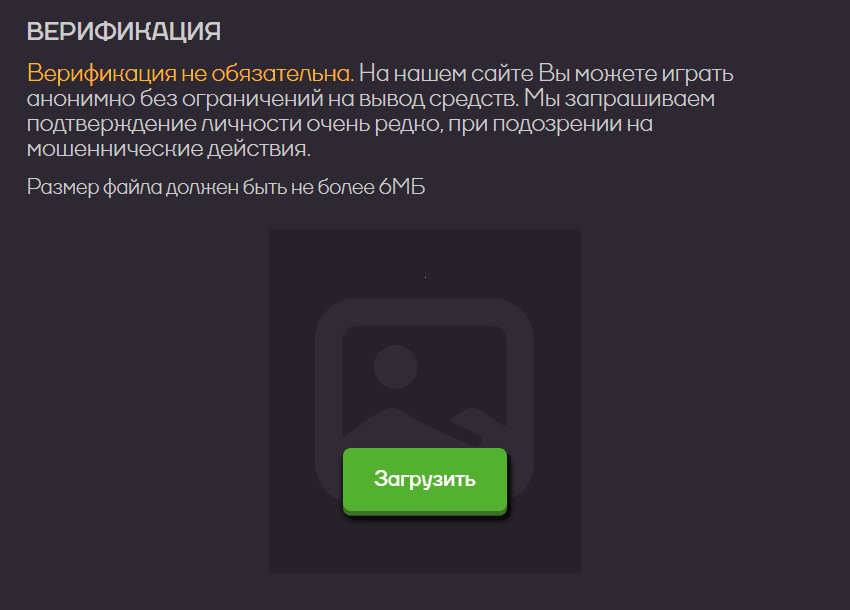 ВЕРИФИКАЦИЯ
Верификация не обязательна. На нашем сайте Вы можете играть
анонимно без ограничений на вывод средств. Мы запрашиваем
подтверждение личности очень редко, при подозрении на
мошеннические действия.
Размер файла должен быть не более 6МБ
Загрузить